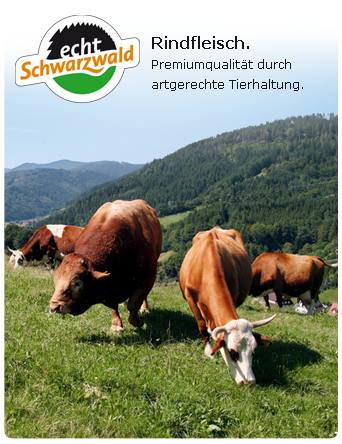 echt
Schwarzwald
Rindfleisch.
Premiumqualität durch
artgerechte Tierhaltung.